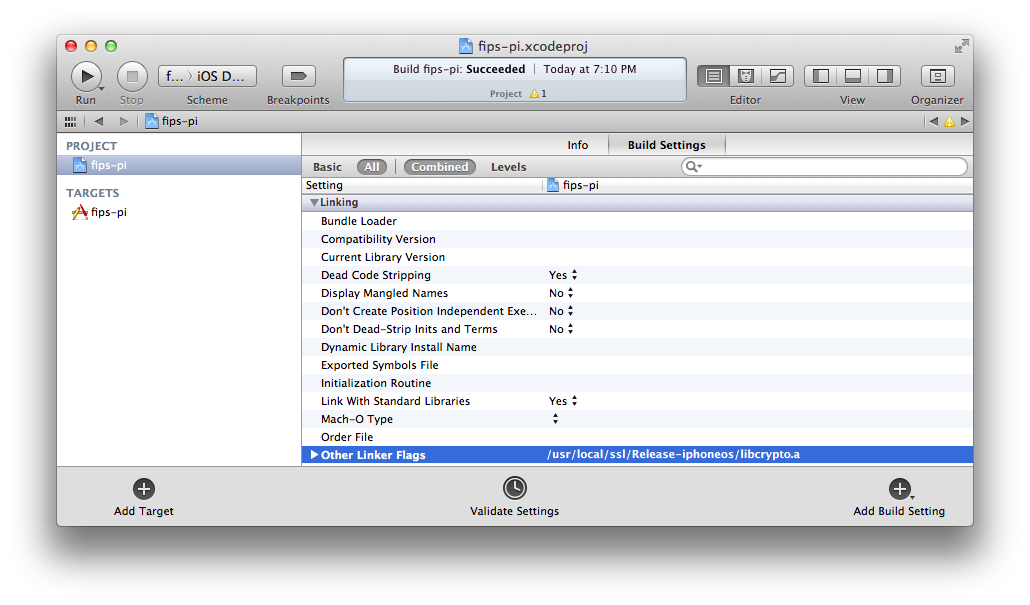 fips-pi.xcodeproj
Run
Stop
f... 〉 iOS D...
Scheme
Breakpoints
Build fips-pi: Succeeded | Today at 7:10 PM
Project 1
Editor
View
Organizer
fips-pi
PROJECT
fips-pi
TARGETS
fips-pi
Info
Build Settings
Basic All Combined Levels
Setting fips-pi
Linking
Bundle Loader
Compatibility Version
Current Library Version
Dead Code Stripping Yes
Display Mangled Names No
Don't Create Position Independent Exe... No
Don't Dead-Strip Inits and Terms No
Dynamic Library Install Name
Exported Symbols File
Initialization Routine
Link With Standard Libraries Yes
Mach-O Type
Order File
Other Linker Flags /usr/local/ssl/Release-iphoneos/libcrypto.a
Add Target
Validate Settings
Add Build Setting